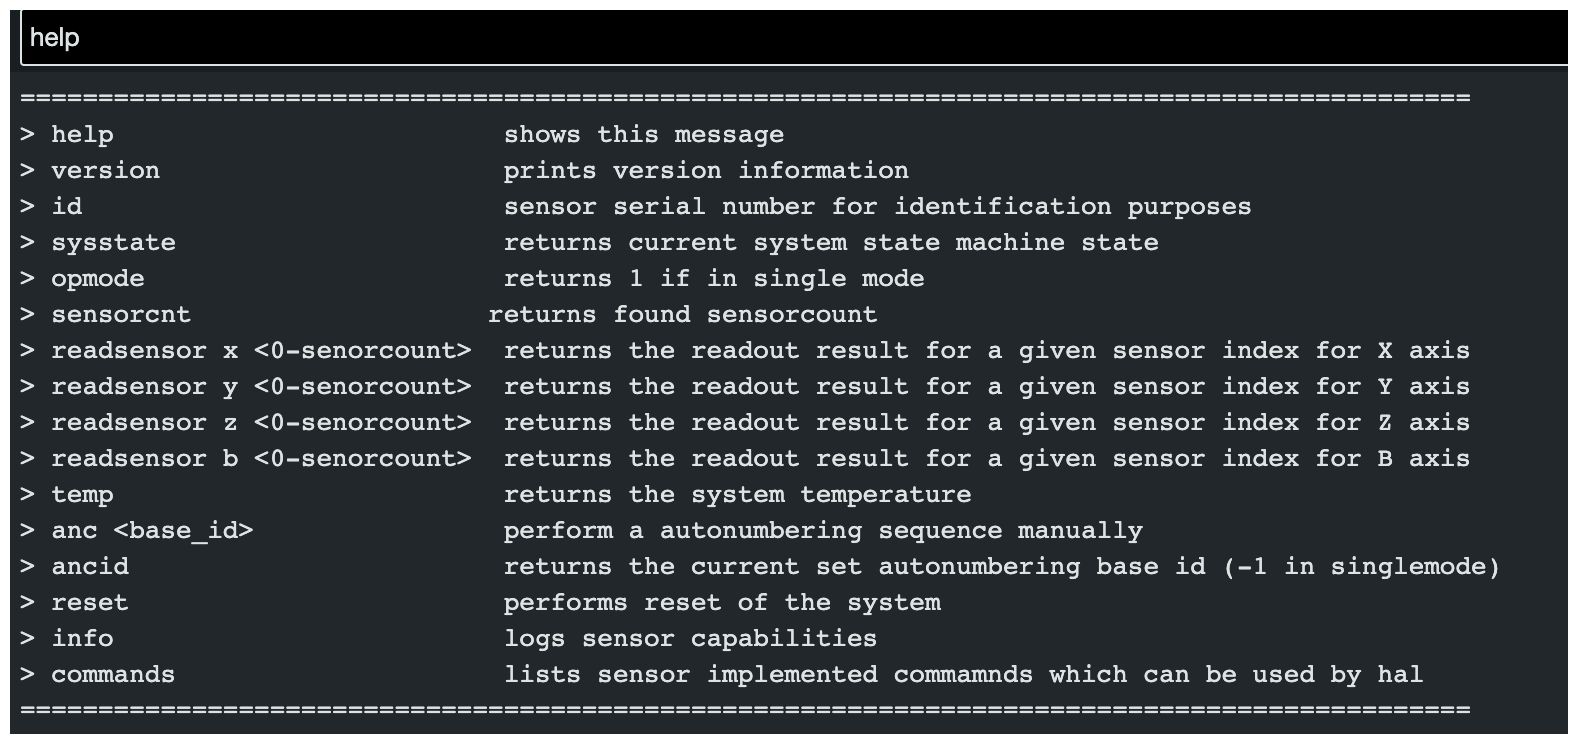 help
=============================================================================================
> help                             shows this message
> version                          prints version information
> id                               sensor serial number for identification purposes
> sysstate                         returns current system state machine state
> opmode                           returns 1 if in single mode
> sensorcnt                       returns found sensorcount
> readsensor x <0-senorcount>  returns the readout result for a given sensor index for X axis
> readsensor y <0-senorcount>  returns the readout result for a given sensor index for Y axis
> readsensor z <0-senorcount>  returns the readout result for a given sensor index for Z axis
> readsensor b <0-senorcount>  returns the readout result for a given sensor index for B axis
> temp                             returns the system temperature
> anc <base_id>                    perform a autonumbering sequence manually
> ancid                            returns the current set autonumbering base id (-1 in singlemode)
> reset                            performs reset of the system
> info                             logs sensor capabilities
> commands                         lists sensor implemented commamnds which can be used by hal
=============================================================================================